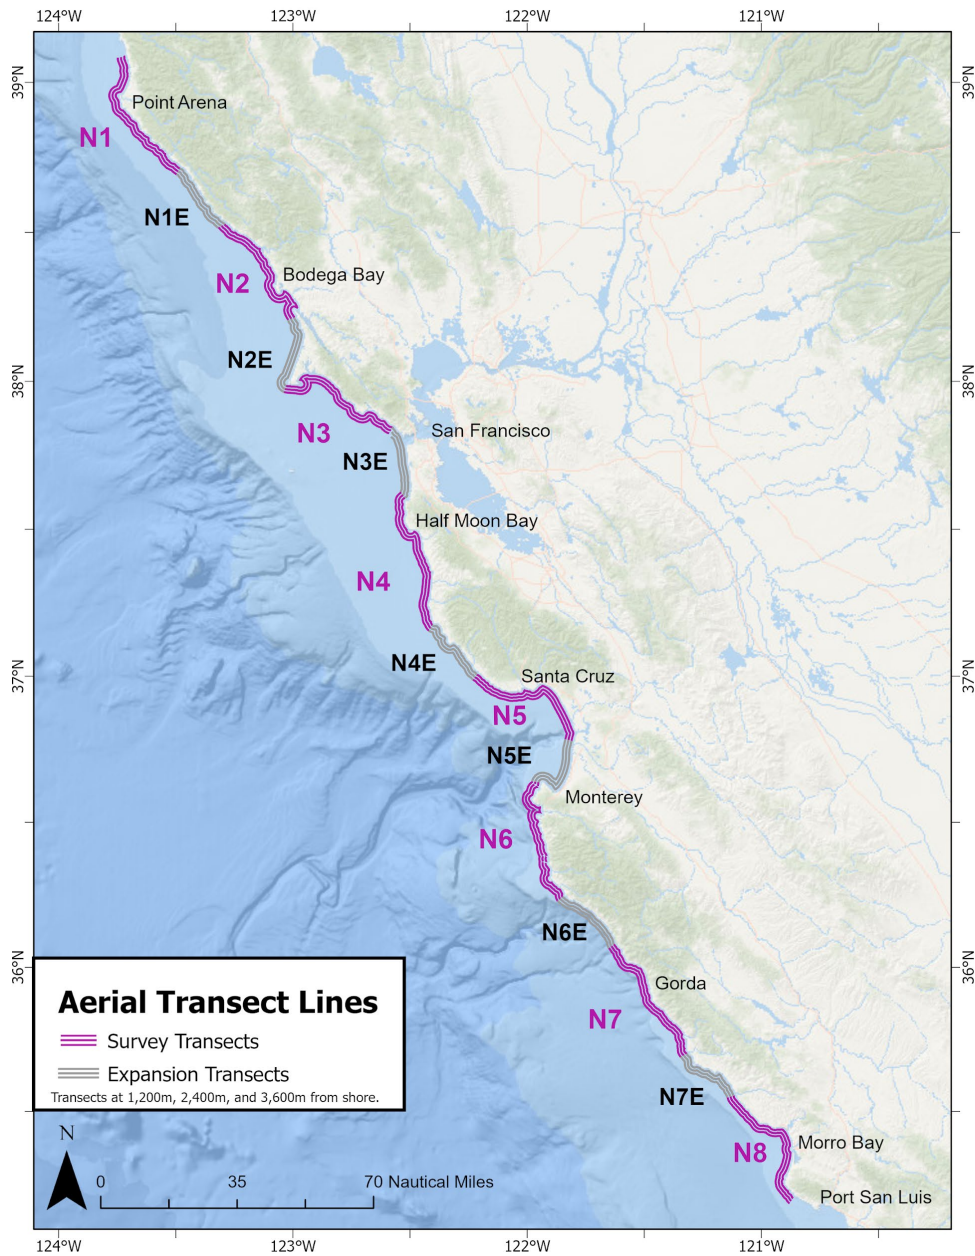 124°W 123°W 122°W 121°W
39°N 39°N
Point Arena
N1
N1E
Bodega Bay
N2
N2E
38°N 38°N
San Francisco
N3
N3E
Half Moon Bay
N4
N4E
37°N 37°N
Santa Cruz
N5
N5E
Monterey
N6
N6E
36°N 36°N
Gorda
N7
N7E
Morro Bay
N8
Port San Luis
Aerial Transect Lines
Survey Transects
Expansion Transects
Transects at 1,200m, 2,400m, and 3,600m from shore.
N
0 35 70 Nautical Miles
124°W 123°W 122°W 121°W